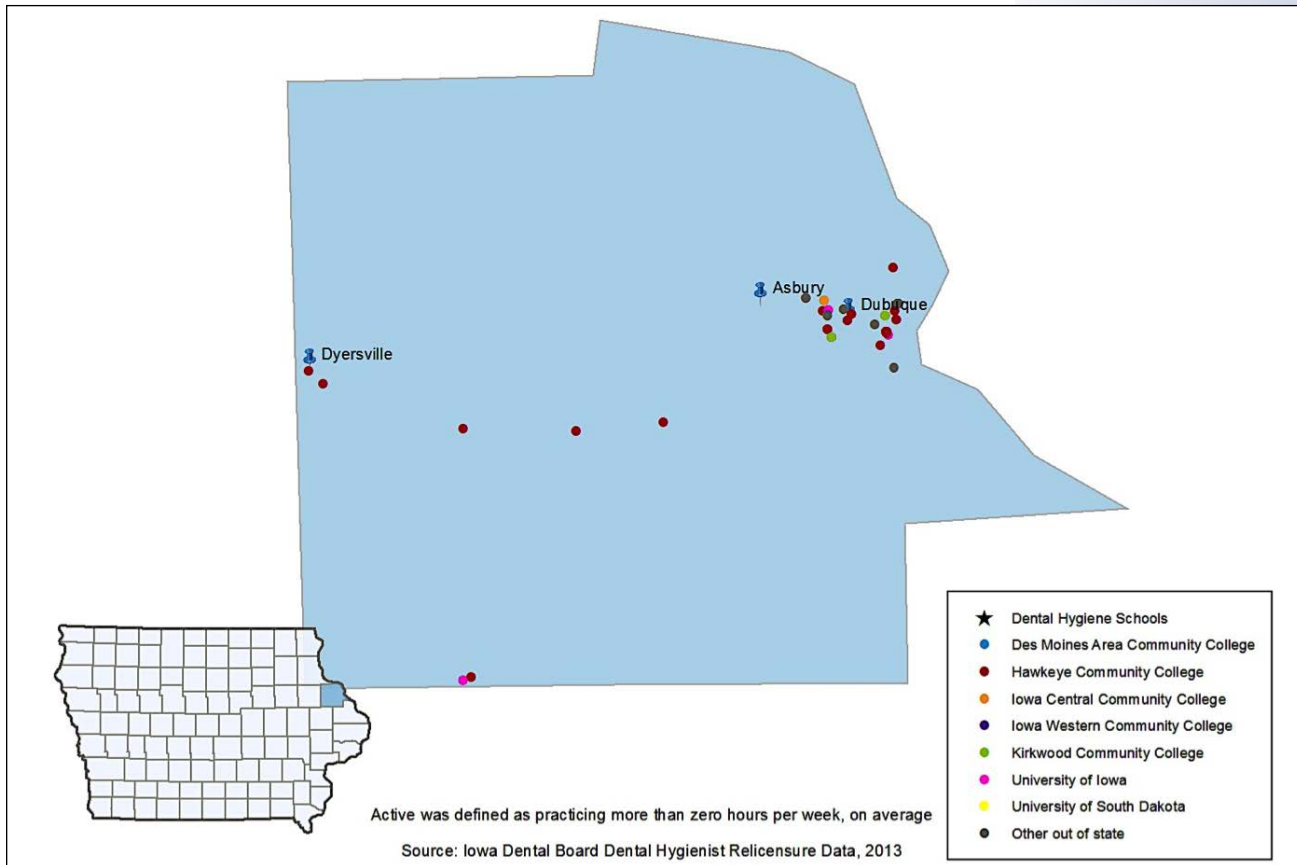 Asbury
Dubuque
Dyersville
Dental Hygiene Schools
Des Moines Area Community College
Hawkeye Community College
Iowa Central Community College
Iowa Western Community College
Kirkwood Community College
University of Iowa
University of South Dakota
Other out of state
Active was defined as practicing more than zero hours per week, on average
Source: Iowa Dental Board Dental Hygienist Relicensure Data, 2013